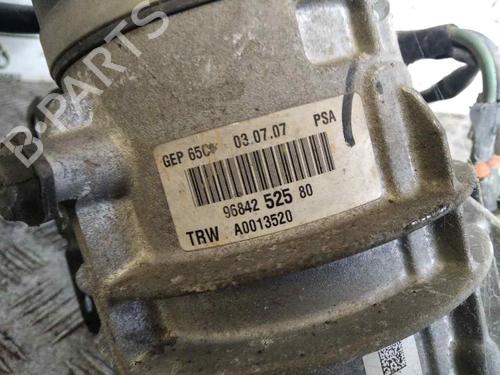 B-PARTS
GEP 65C 03.07.07 PSA
96842 525 80
TRW A0013520